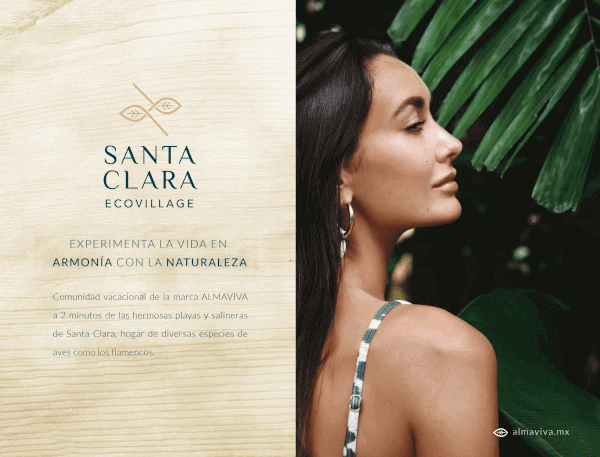 SANTA
CLARA
ECOVILLAGE
EXPERIMENTA LA VIDA EN
ARMONÍA CON LA NATURALEZA
Comunidad vacacional de la marca ALMAVIVA
a 2 minutos de las hermosas playas y salineras
de Santa Clara, hogar de diversas especies de
aves como los flamencos.
almaviva.mx